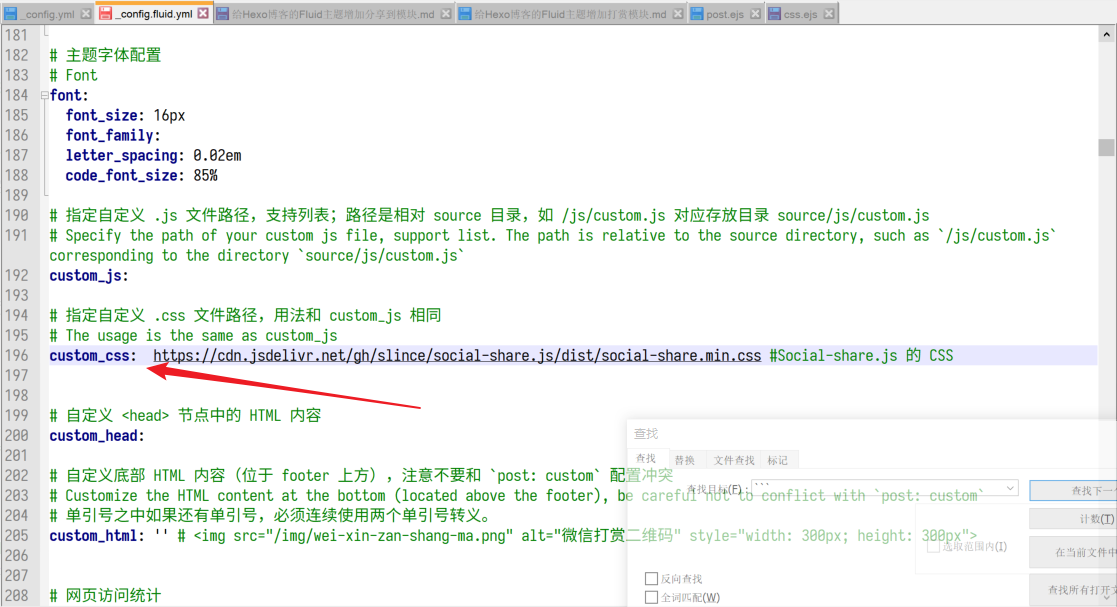 _config.yml
_config.fluid.yml
给Hexo博客的Fluid主题增加分享到模块.md
给Hexo博客的Fluid主题增加打赏模块.md
post.ejs
css.ejs
181
182 # 主题字体配置
183 # Font
184 font:
185 font_size: 16px
186 font_family:
187 letter_spacing: 0.02em
188 code_font_size: 85%
189
190 # 指定自定义 .js 文件路径，支持列表；路径是相对 source 目录，如 /js/custom.js 对应存放目录 source/js/custom.js
191 # Specify the path of your custom js file, support list. The path is relative to the source directory, such as `/js/custom.js`
corresponding to the directory `source/js/custom.js`
192 custom_js:
193
194 # 指定自定义 .css 文件路径，用法和 custom_js 相同
195 # The usage is the same as custom_js
196 custom_css: https://cdn.jsdelivr.net/gh/slince/social-share.js/dist/social-share.min.css #Social-share.js 的 CSS
197
198
199 # 自定义 <head> 节点中的 HTML 内容
200 custom_head:
201
202 # 自定义底部 HTML 内容（位于 footer 上方），注意不要和 `post: custom` 配置冲突
203 # Customize the HTML content at the bottom (located above the footer), be careful not to conflict with `post: custom`
204 # 单引号之中如果还有单引号，必须连续使用两个单引号转义。
205 custom_html: '' # <img src="/img/wei-xin-zan-shang-ma.png" alt="微信打赏二维码" style="width: 300px; height: 300px">
206
207
208 # 网页访问统计
查找
查找 替换 文件查找 标记
查找目标(F): ```
查找下一个
计数(T)
选取范围内(I)
在当前文件中
反向查找
查找所有打开文
全词匹配(W)